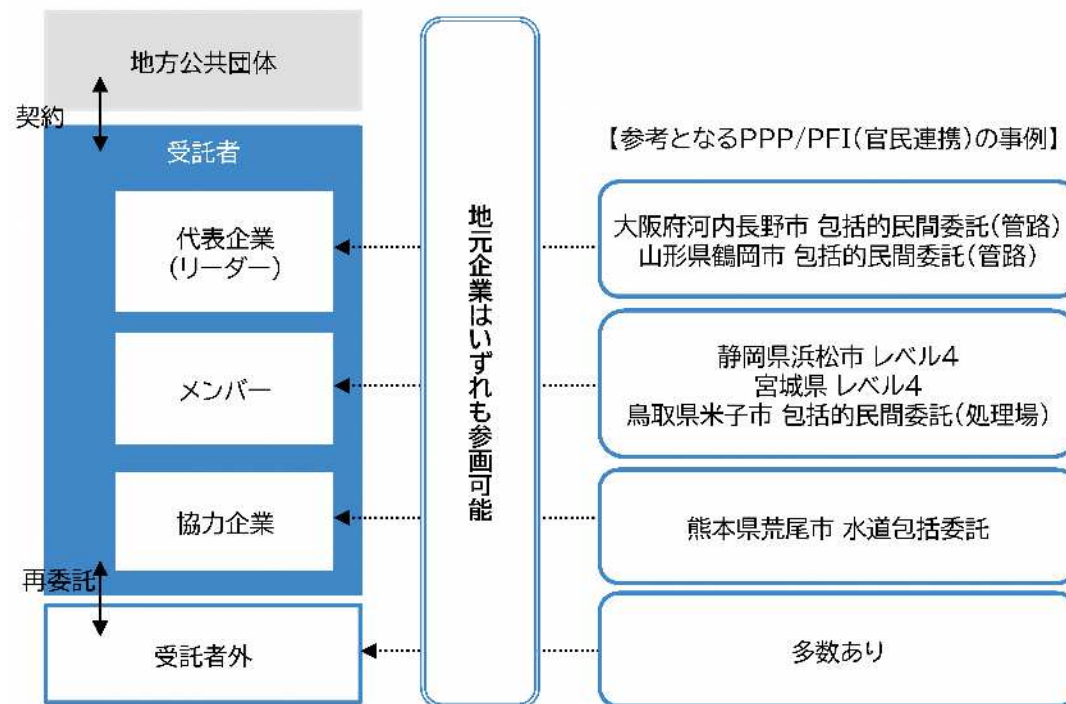 地方公共団体
契約
受託者
代表企業
(リーダー)
メンバー
協力企業
再委託
受託者外
地元企業はいずれも参画可能
【参考となるPPP/PFI(官民連携)の事例】
大阪府河内長野市 包括的民間委託(管路)
山形県鶴岡市 包括的民間委託(管路)
静岡県浜松市 レベル4
宮城県 レベル4
鳥取県米子市 包括的民間委託(処理場)
熊本県荒尾市 水道包括委託
多数あり